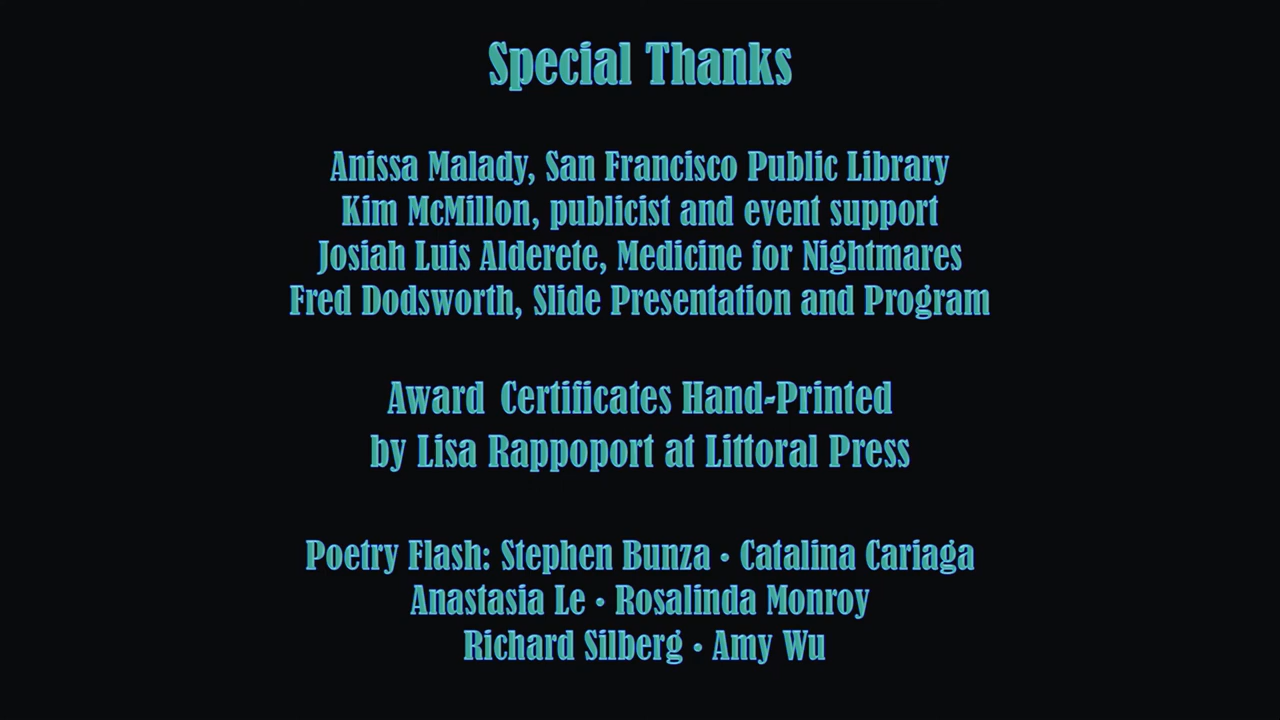 Special Thanks
Anissa Malady, San Francisco Public Library
Kim McMillon, publicist and event support
Josiah Luis Alderete, Medicine for Nightmares
Fred Dodsworth, Slide Presentation and Program
Award Certificates Hand-Printed
by Lisa Rappoport at Littoral Press
Poetry Flash: Stephen Bunza • Catalina Cariaga
Anastasia Le • Rosalinda Monroy
Richard Silberg • Amy Wu